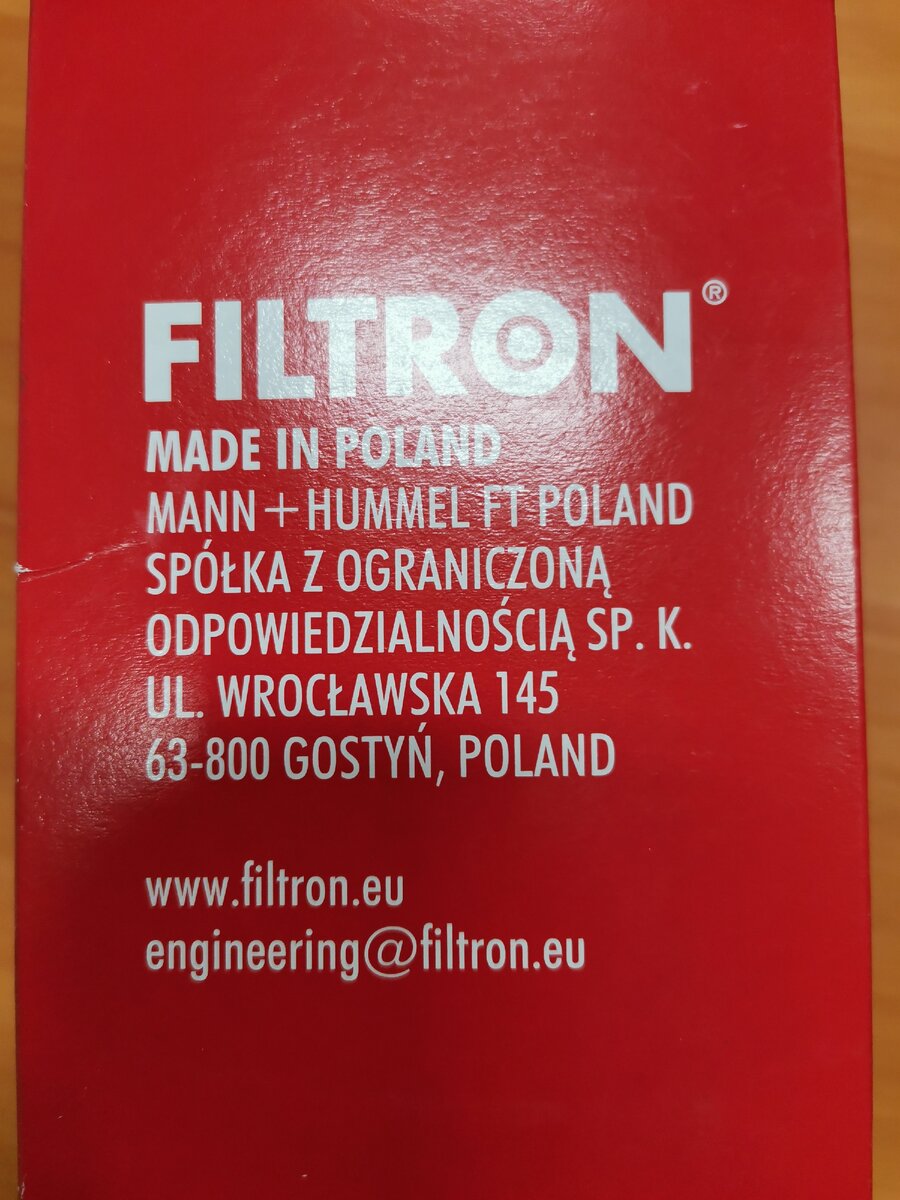 FILTRON®
MADE IN POLAND
MANN+HUMMEL FT POLAND
SPÓŁKA Z OGRANICZONĄ
ODPOWIEDZIALNOŚCIĄ SP. K.
UL. WROCŁAWSKA 145
63-800 GOSTYŃ, POLAND
www.filtron.eu
engineering@filtron.eu